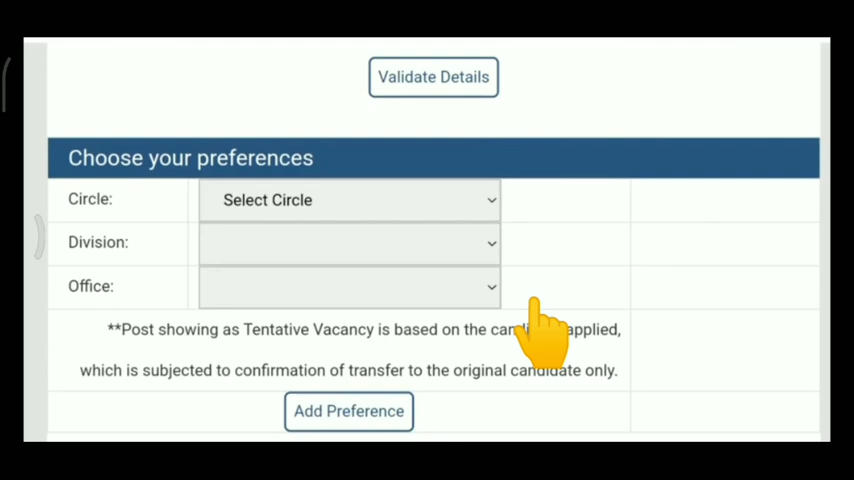 Validate Details
Choose your preferences
Circle:
Select Circle
Division:
Office:
**Post showing as Tentative Vacancy is based on the applied,
which is subjected to confirmation of transfer to the original candidate only.
Add Preference